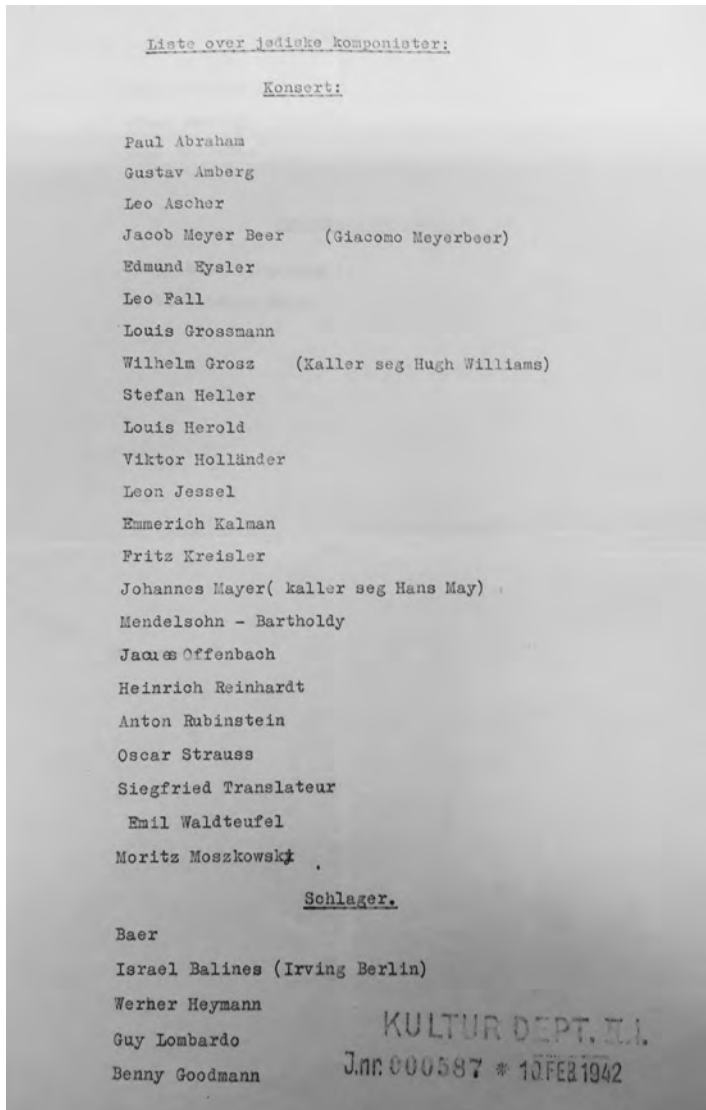 Liste over jødiske komponister:
Konsert:
Paul Abraham
Gustav Amberg
Leo Ascher
Jacob Meyer Beer (Giacomo Meyerbeer)
Edmund Eysler
Leo Fall
Louis Grossmann
Wilhelm Grosz (Kaller seg Hugh Williams)
Stefan Heller
Louis Herold
Viktor Holländer
Leon Jessel
Emmerich Kalman
Fritz Kreisler
Johannes Mayer( kaller seg Hans May)
Mendelsohn - Bartholdy
Jacques Offenbach
Heinrich Reinhardt
Anton Rubinstein
Oscar Strauss
Siegfried Translateur
Emil Waldteufel
Moritz Moszkowski
Schlager.
Baer
Israel Balines (Irving Berlin)
Werner Heymann
Guy Lombardo
Benny Goodmann
KULTUR DEPT.
J.nr. 000587 * 10 FEB 1942